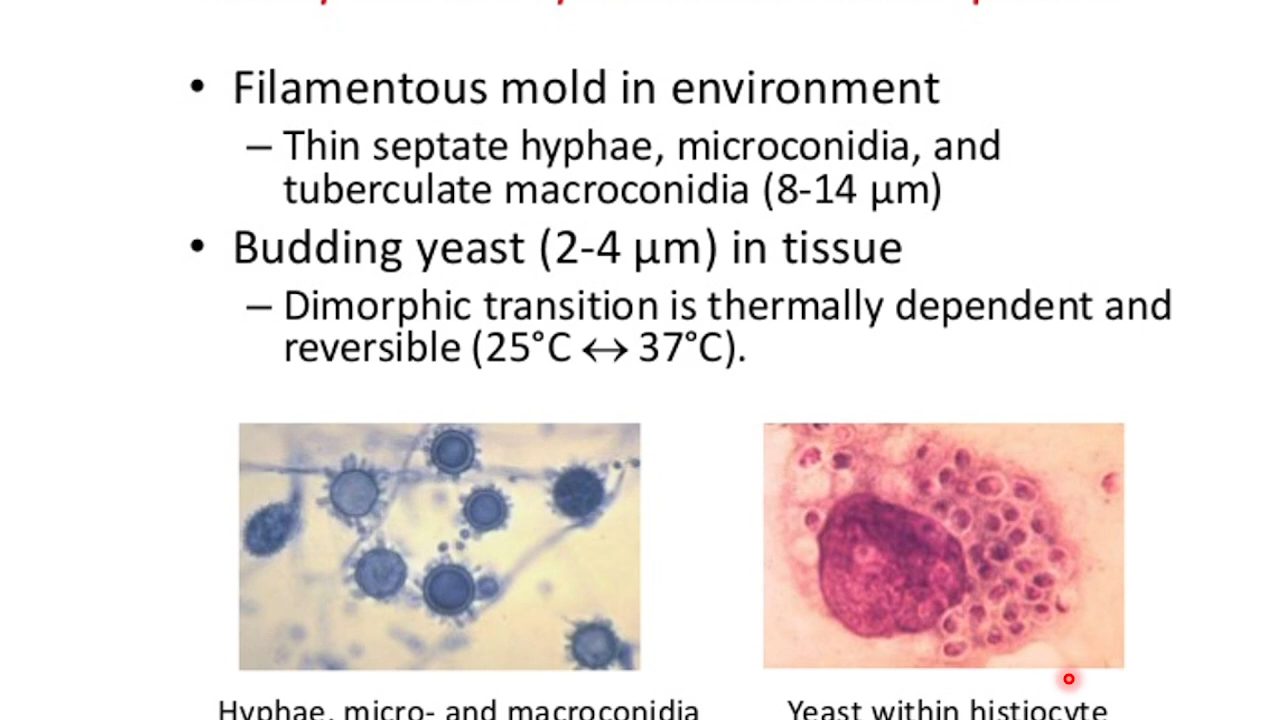 • Filamentous mold in environment
– Thin septate hyphae, microconidia, and
tuberculate macroconidia (8-14 μm)
• Budding yeast (2-4 μm) in tissue
– Dimorphic transition is thermally dependent and
reversible (25°C ↔ 37°C).
Hyphae, micro- and macroconidia
Yeast within histiocyte